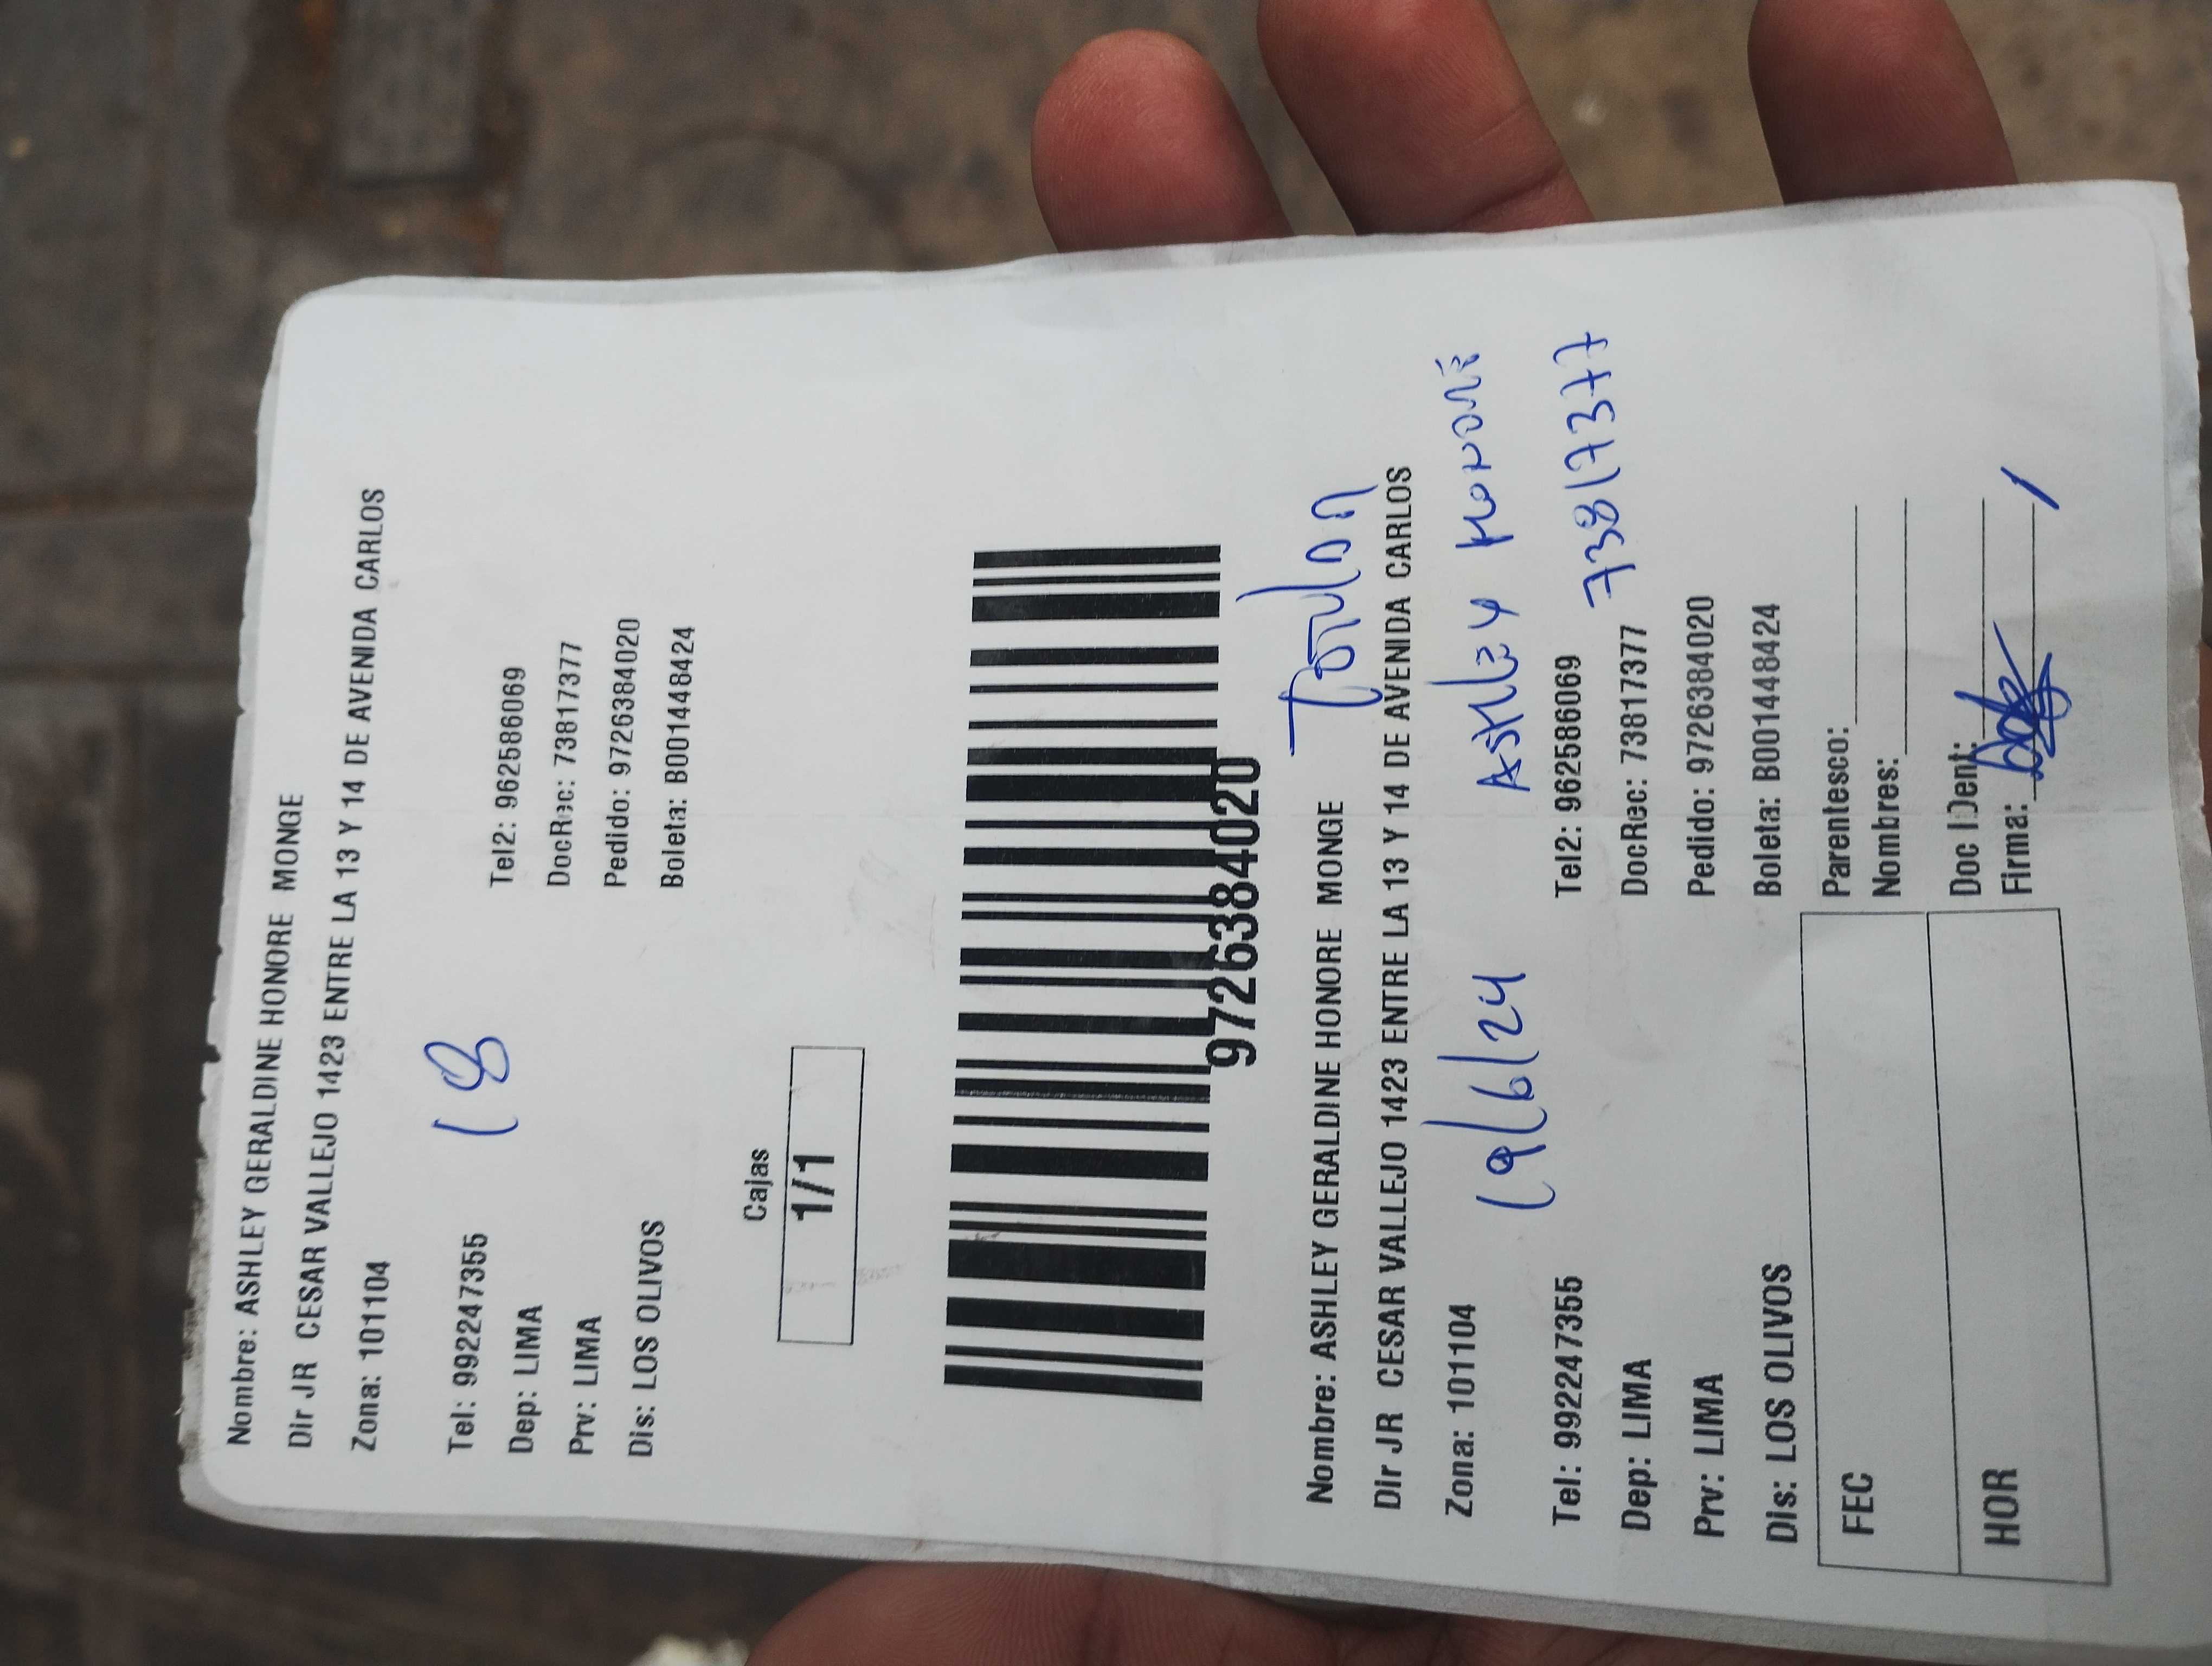 Nombre: ASHLEY GERALDINE HONORE MONGE
Dir JR CESAR VALLEJO 1423 ENTRE LA 13 Y 14 DE AVENIDA CARLOS
Zona: 101104
18
Tel: 992247355 Tel2: 962586069
Dep: LIMA DocRec: 73817377
Prv: LIMA Pedido: 972638384020
Dis: LOS OLIVOS Boleta: B001448424
Cajas
1/1
972638384020
Titular
Nombre: ASHLEY GERALDINE HONORE MONGE
Dir JR CESAR VALLEJO 1423 ENTRE LA 13 Y 14 DE AVENIDA CARLOS
Zona: 101104 19/6/24 Ashley Honoré
Tel: 992247355 Tel2: 962586069 73817377
Dep: LIMA DocRec: 73817377
Prv: LIMA Pedido: 972638384020
Dis: LOS OLIVOS Boleta: B001448424
FEC Parentesco:
Nombres:
HOR Doc IDent:
Firma: